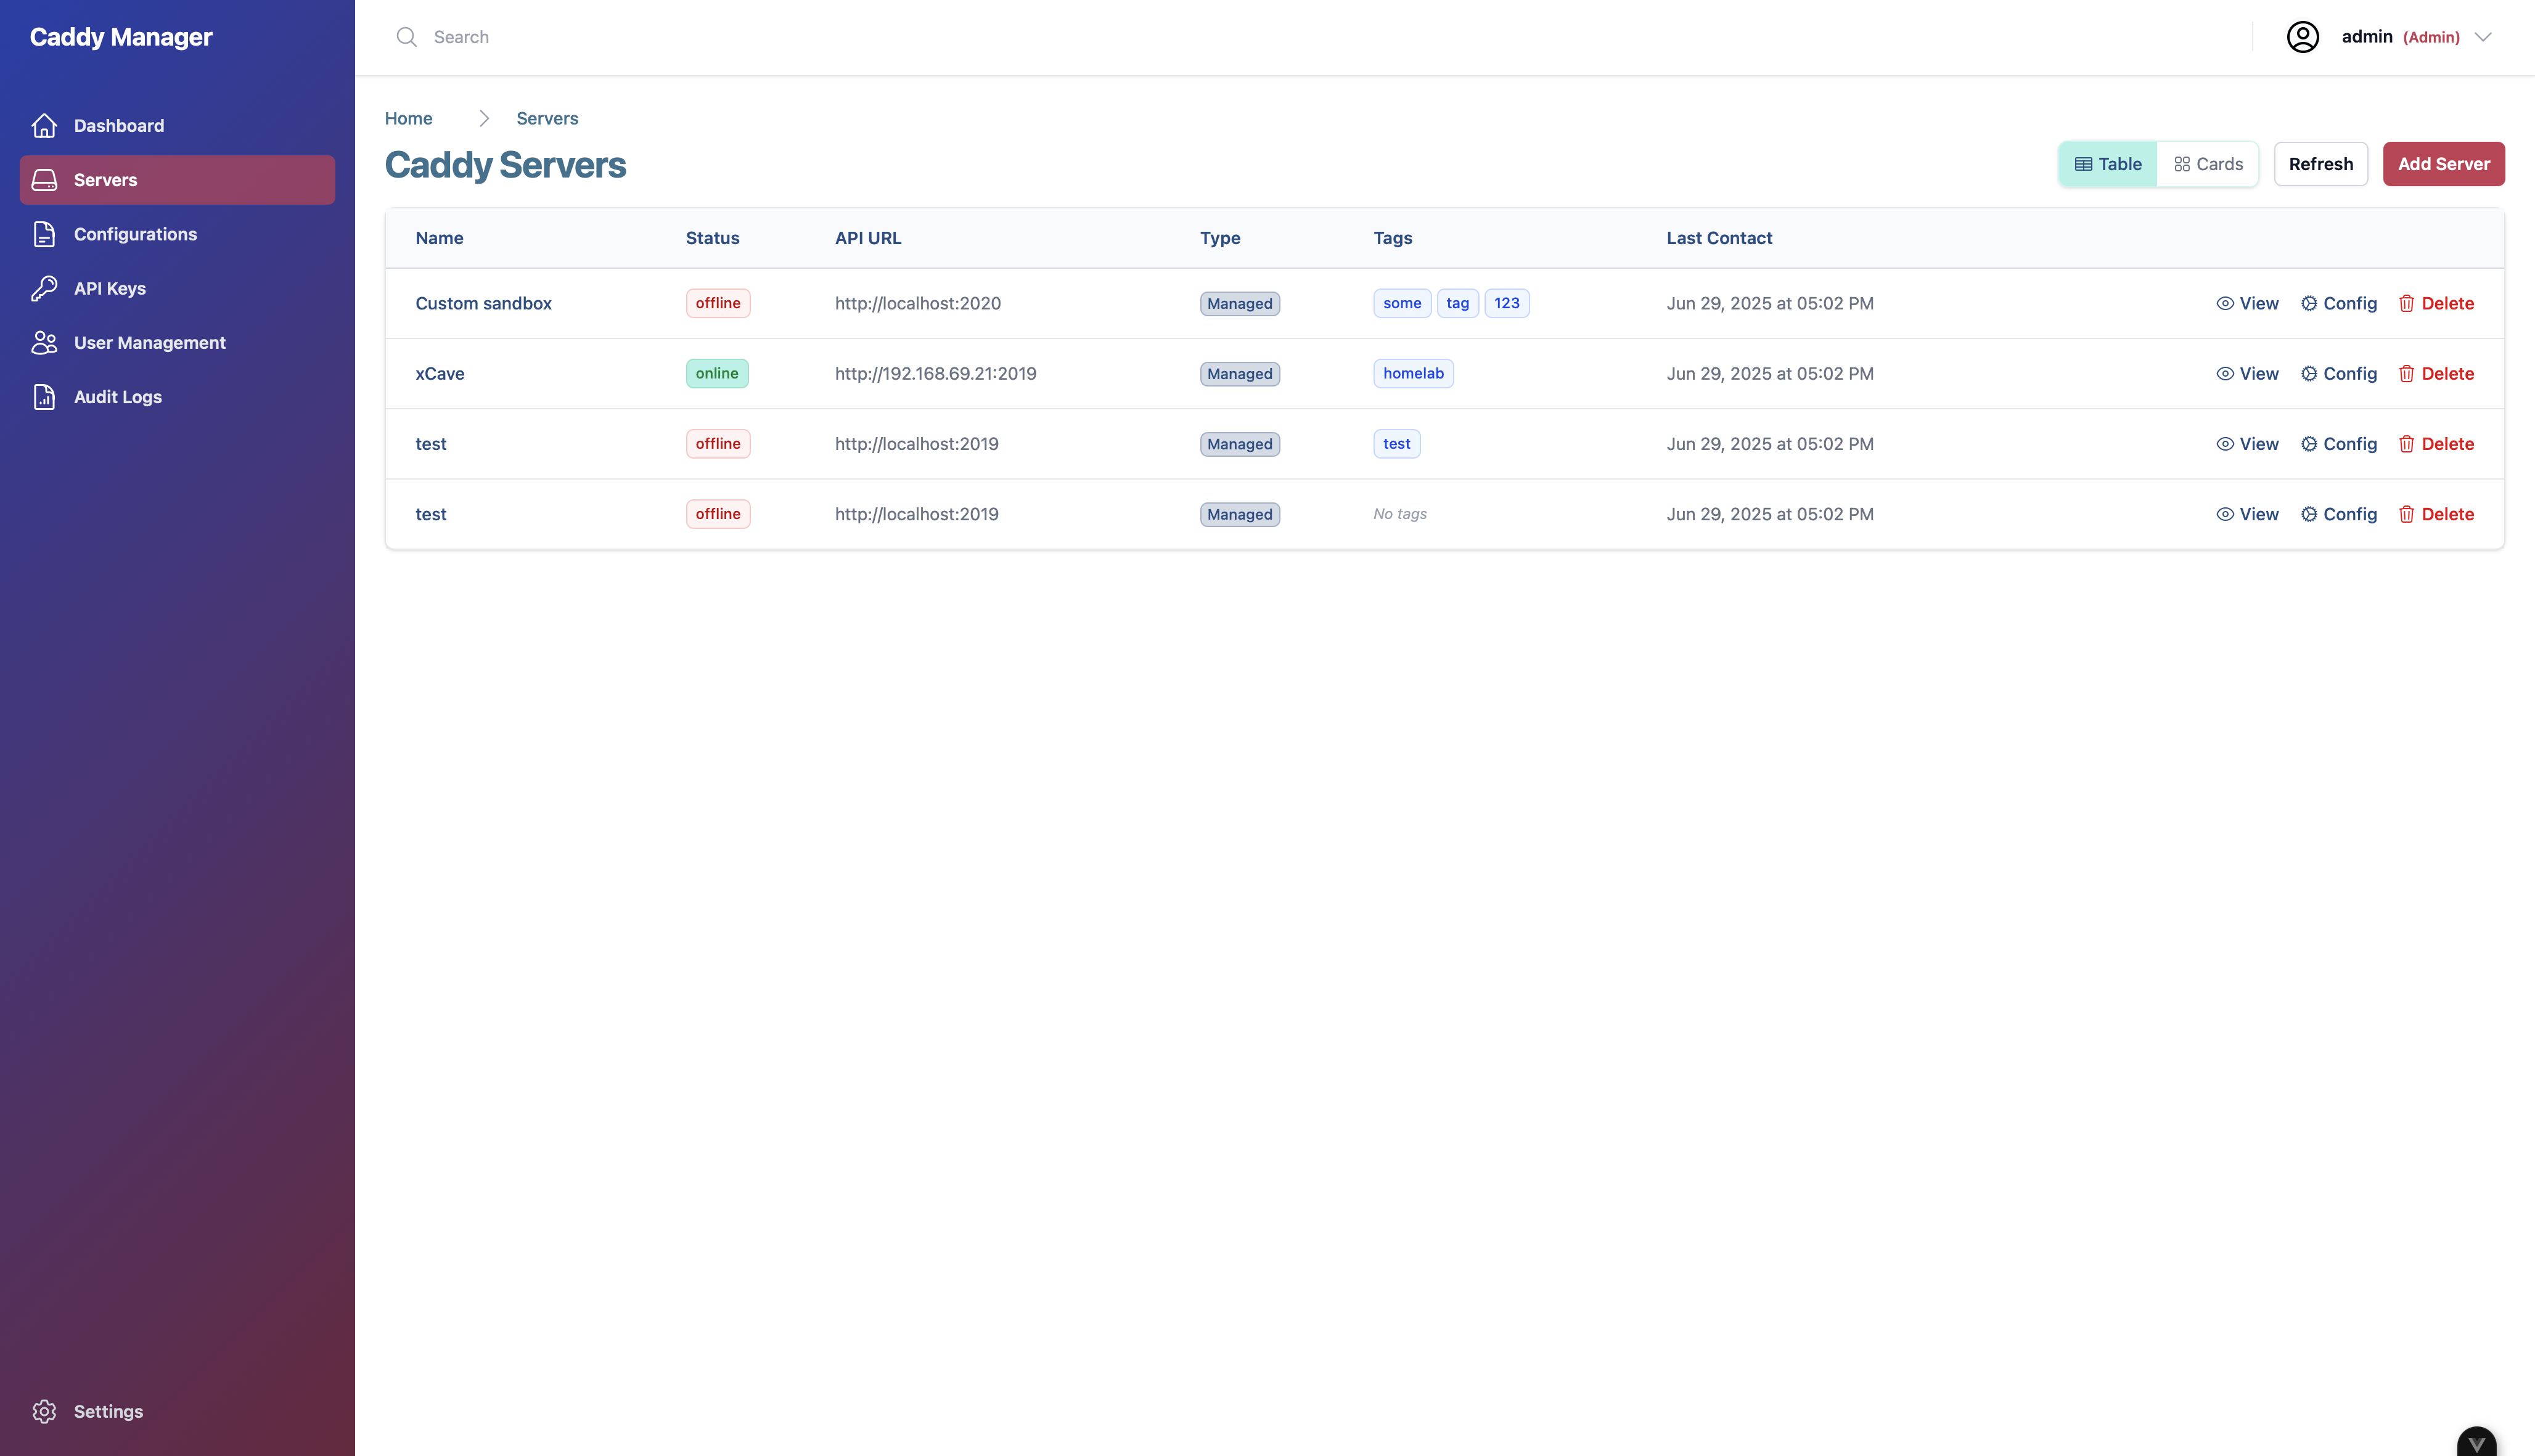 Caddy Manager
Search
admin (Admin)
Dashboard
Servers
Configurations
API Keys
User Management
Audit Logs
Settings
Home Servers
Caddy Servers
Table Cards Refresh Add Server
Name Status API URL Type Tags Last Contact
Custom sandbox offline http://localhost:2020 Managed some tag 123 Jun 29, 2025 at 05:02 PM View Config Delete
xCave online http://192.168.69.21:2019 Managed homelab Jun 29, 2025 at 05:02 PM View Config Delete
test offline http://localhost:2019 Managed test Jun 29, 2025 at 05:02 PM View Config Delete
test offline http://localhost:2019 Managed No tags Jun 29, 2025 at 05:02 PM View Config Delete